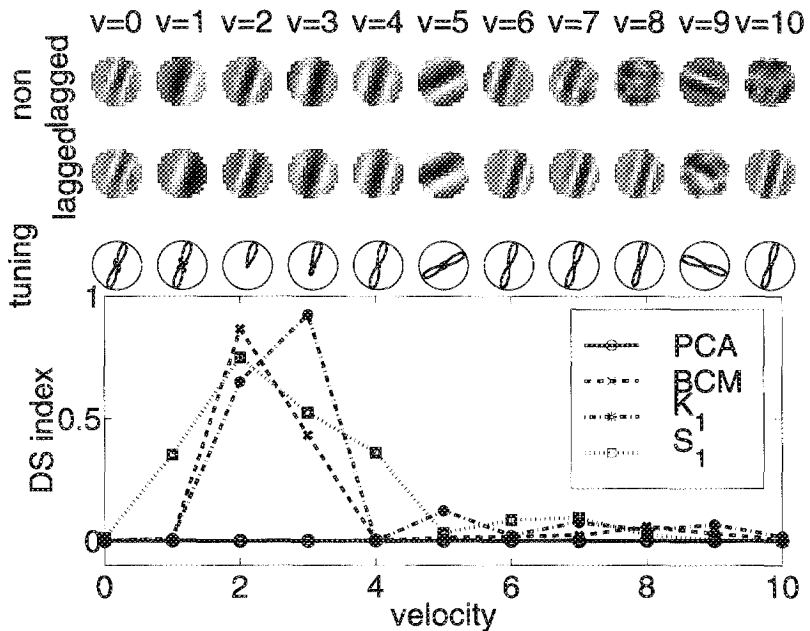 v=0 v=1 v=2 v=3 v=4 v=5 v=6 v=7 v=8 v=9 v=10
non
lagged
lagged
tuning
1
0.5
0
DS index
PCA
BCM
K1
S1
0 2 4 6 8 10
velocity